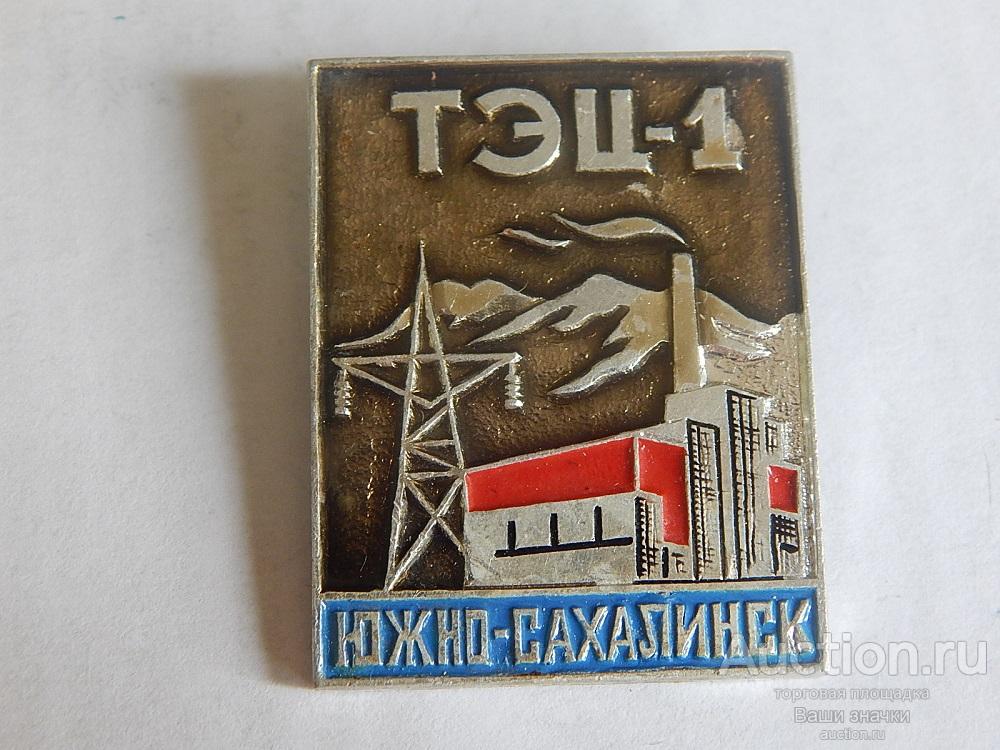 ТЭЦ-1
ЮЖНО-САХАЛИНСК
Auction.ru
торговая площадка
Ваши значки
auction.ru